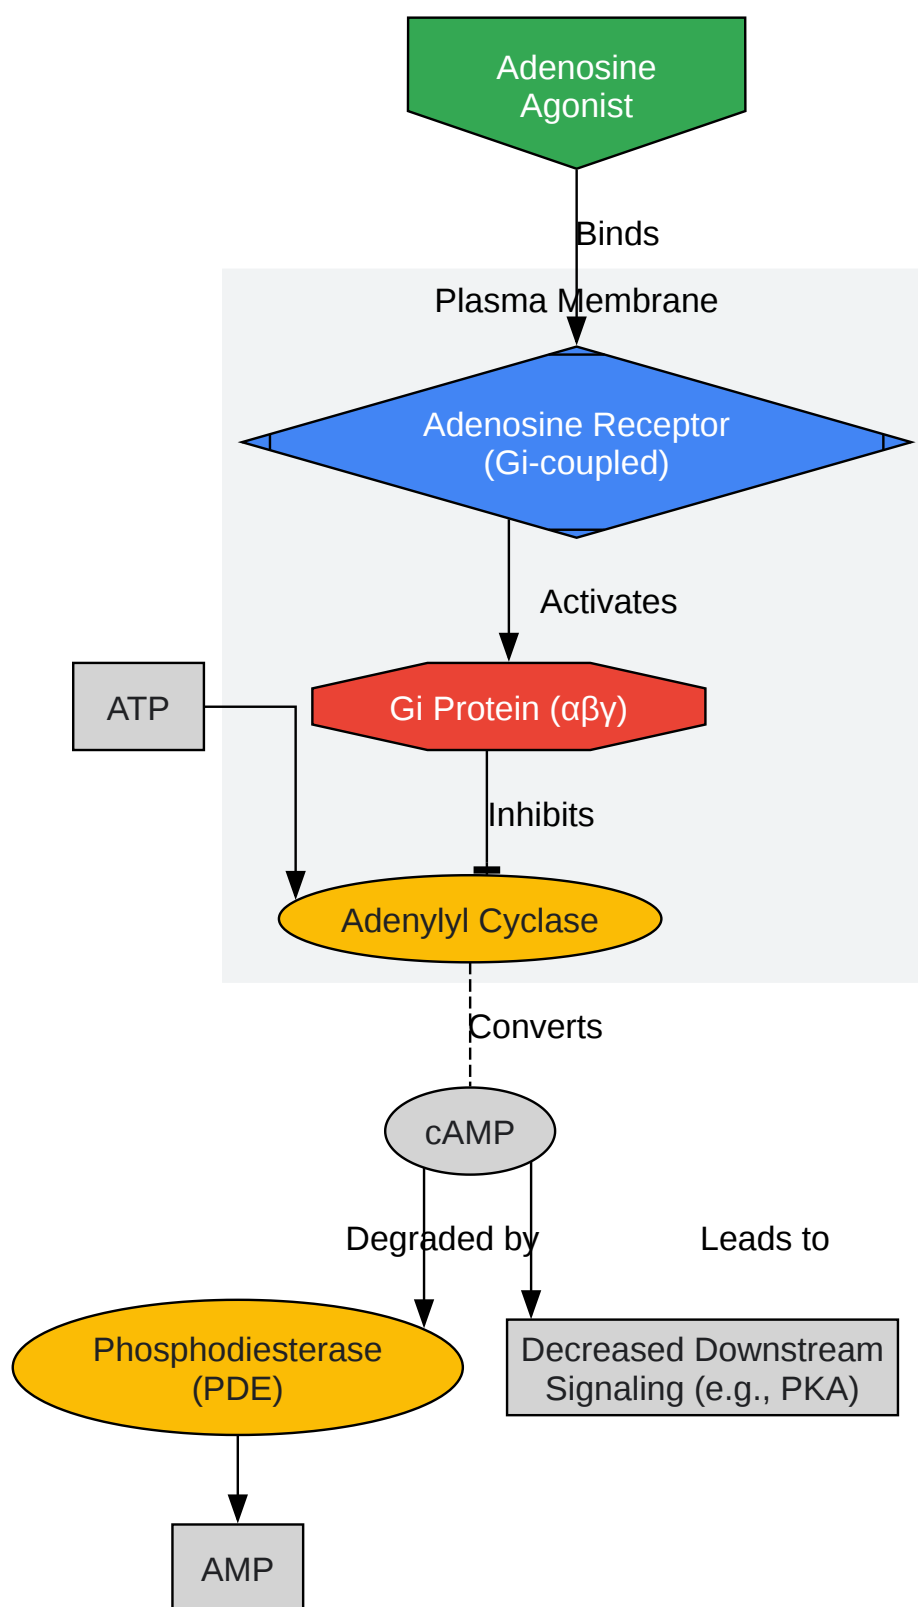 Adenosine
Agonist
Binds
Plasma Membrane
Adenosine Receptor
(Gi-coupled)
Activates
ATP
Gi Protein (αβγ)
Inhibits
Adenylyl Cyclase
Converts
cAMP
Degraded by
Leads to
Phosphodiesterase
(PDE)
Decreased Downstream
Signaling (e.g., PKA)
AMP